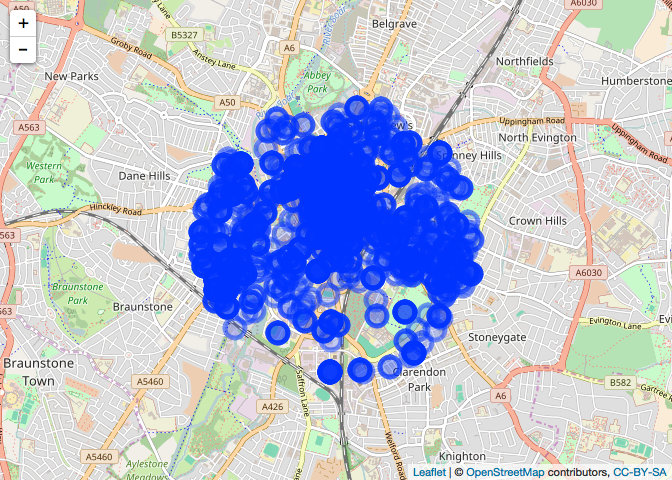 +
−
A50
B5327
Belgrave
A6030
Groby Road
Anstey Lane
A6
Northfields
New Parks
Abbey
Park
Humberstone
A50
A563
Uppingham Road
North Evington
Uppingham Road
Western
Park
Dane Hills
Hinckley Road
Crown Hills
563
A6030
Braunstone
Park
Braunstone
Evington Lane
Stoneygate
Braunstone
Town
A5460
Saffron Lane
Clarendon
Park
B582
A426
A6
Welford Road
A5460
Aylestone
Meadows
Knighton
Leaflet | © OpenStreetMap contributors, CC-BY-SA